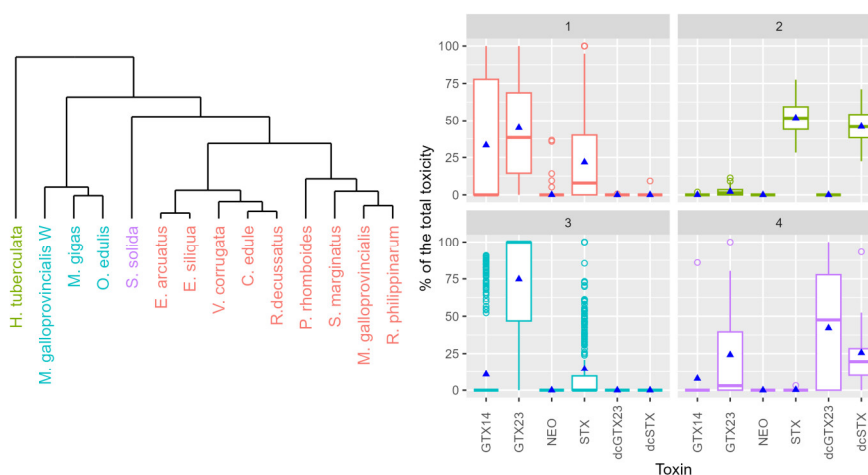 H. tuberculata
M. galloprovincialis W
M. gigas
O. edulis
S. solida
E. arcuatus
E. siliqua
V. corrugata
C. edule
R.decussatus
P. rhomboides
S. marginatus
M. galloprovincialis
R. philippinarum
% of the total toxicity
1
2
100
75
50
25
0
3
4
100
75
50
25
0
GTX14
GTX23
NEO
STX
dcGTX23
dcSTX
GTX14
GTX23
NEO
STX
dcGTX23
dcSTX
Toxin